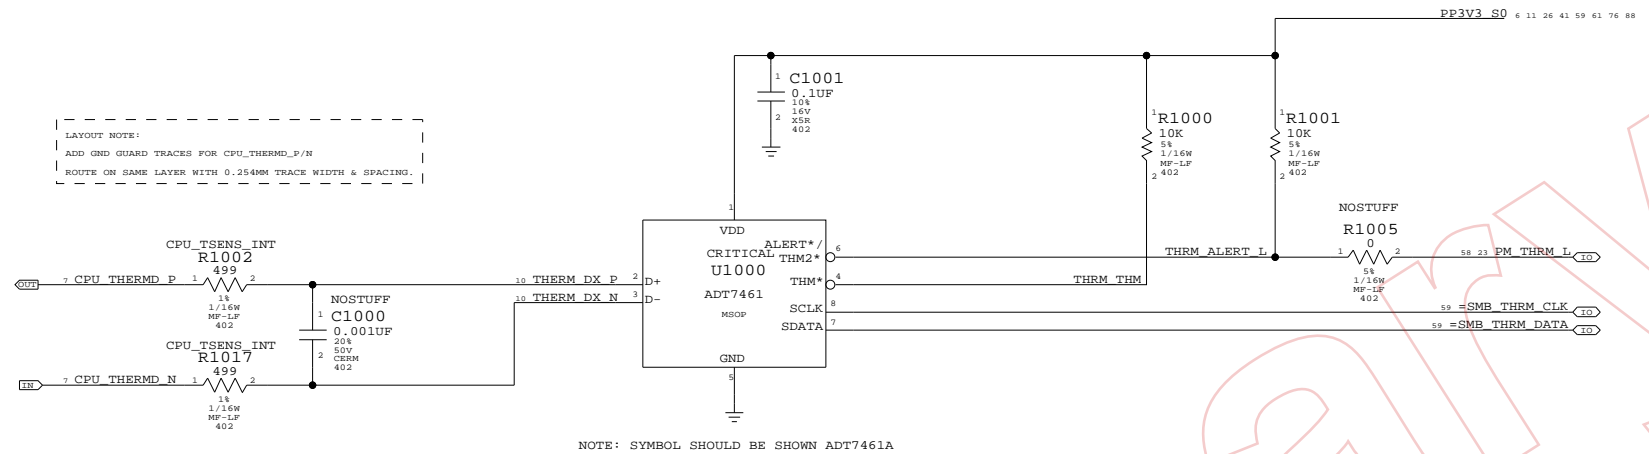 PP3V3_S0 6 11 26 41 59 61 76 88
1
C1001
0.1UF
10%
16V
X5R
402
2
1
R1000
10K
5%
1/16W
MF-LF
402
2
1
R1001
10K
5%
1/16W
MF-LF
402
2
LAYOUT NOTE:
ADD GND GUARD TRACES FOR CPU_THERMD_P/N
ROUTE ON SAME LAYER WITH 0.254MM TRACE WIDTH & SPACING.
CPU_TSENS_INT
R1002
499
OUT 7 CPU_THERMD_P 1 2
1%
1/16W
MF-LF
402
NOSTUFF
1 C1000
0.001UF
20%
50V
2 CERM
402
CPU_TSENS_INT
R1017
499
IN 7 CPU_THERMD_N 1 2
1%
1/16W
MF-LF
402
10 THERM_DX_P 2 D+
10 THERM_DX_N 3 D-
1
VDD
CRITICAL
U1000
ADT7461
MSOP
ALERT*/
THM2* 6
THM* 4
SCLK 8
SDATA 7
GND
5
THRM_ALERT_L
THRM_THM
NOSTUFF
R1005
0
1 2
5%
1/16W
MF-LF
402
58 23 PM_THRM_L IO
59 =SMB_THRM_CLK IO
59 =SMB_THRM_DATA IO
NOTE: SYMBOL SHOULD BE SHOWN ADT7461A